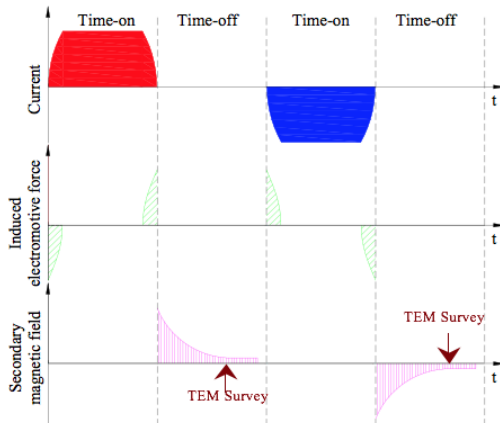 Time-on
Time-off
Time-on
Time-off
Current
t
Induced
electromotive force
t
Secondary
magnetic field
TEM Survey
t
TEM Survey